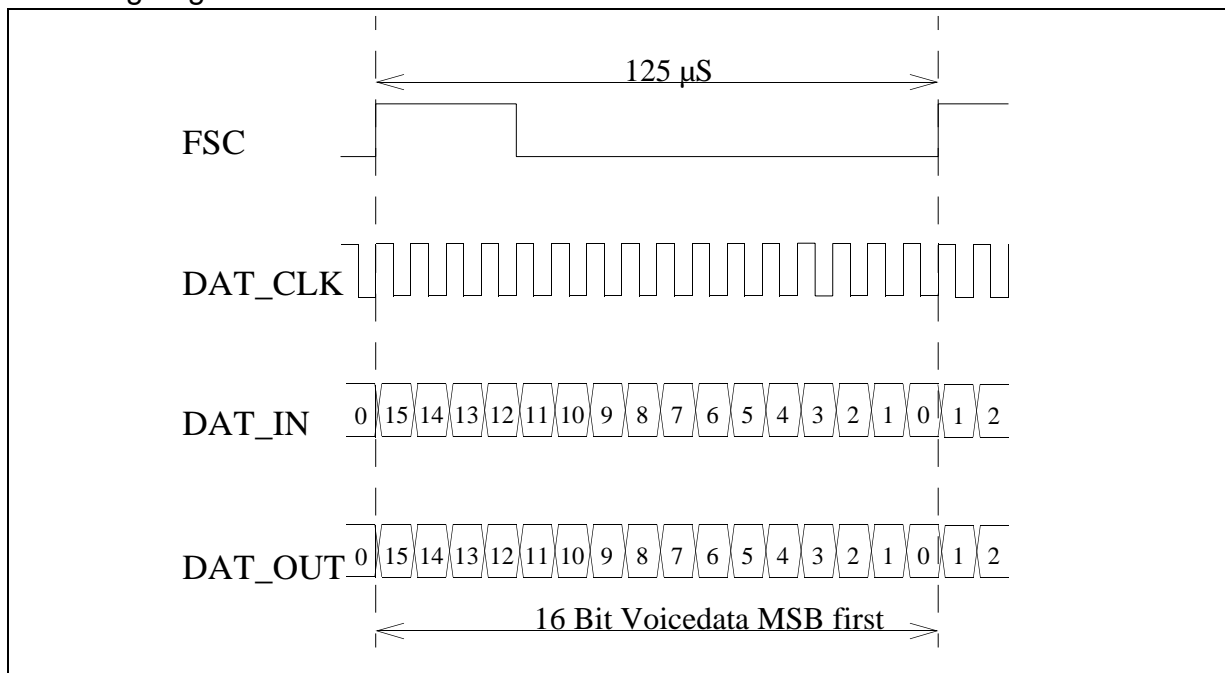 125 µS
FSC
DAT_CLK
DAT_IN 0 15 14 13 12 11 10 9 8 7 6 5 4 3 2 1 0 1 2
DAT_OUT 0 15 14 13 12 11 10 9 8 7 6 5 4 3 2 1 0 1 2
16 Bit Voicedata MSB first